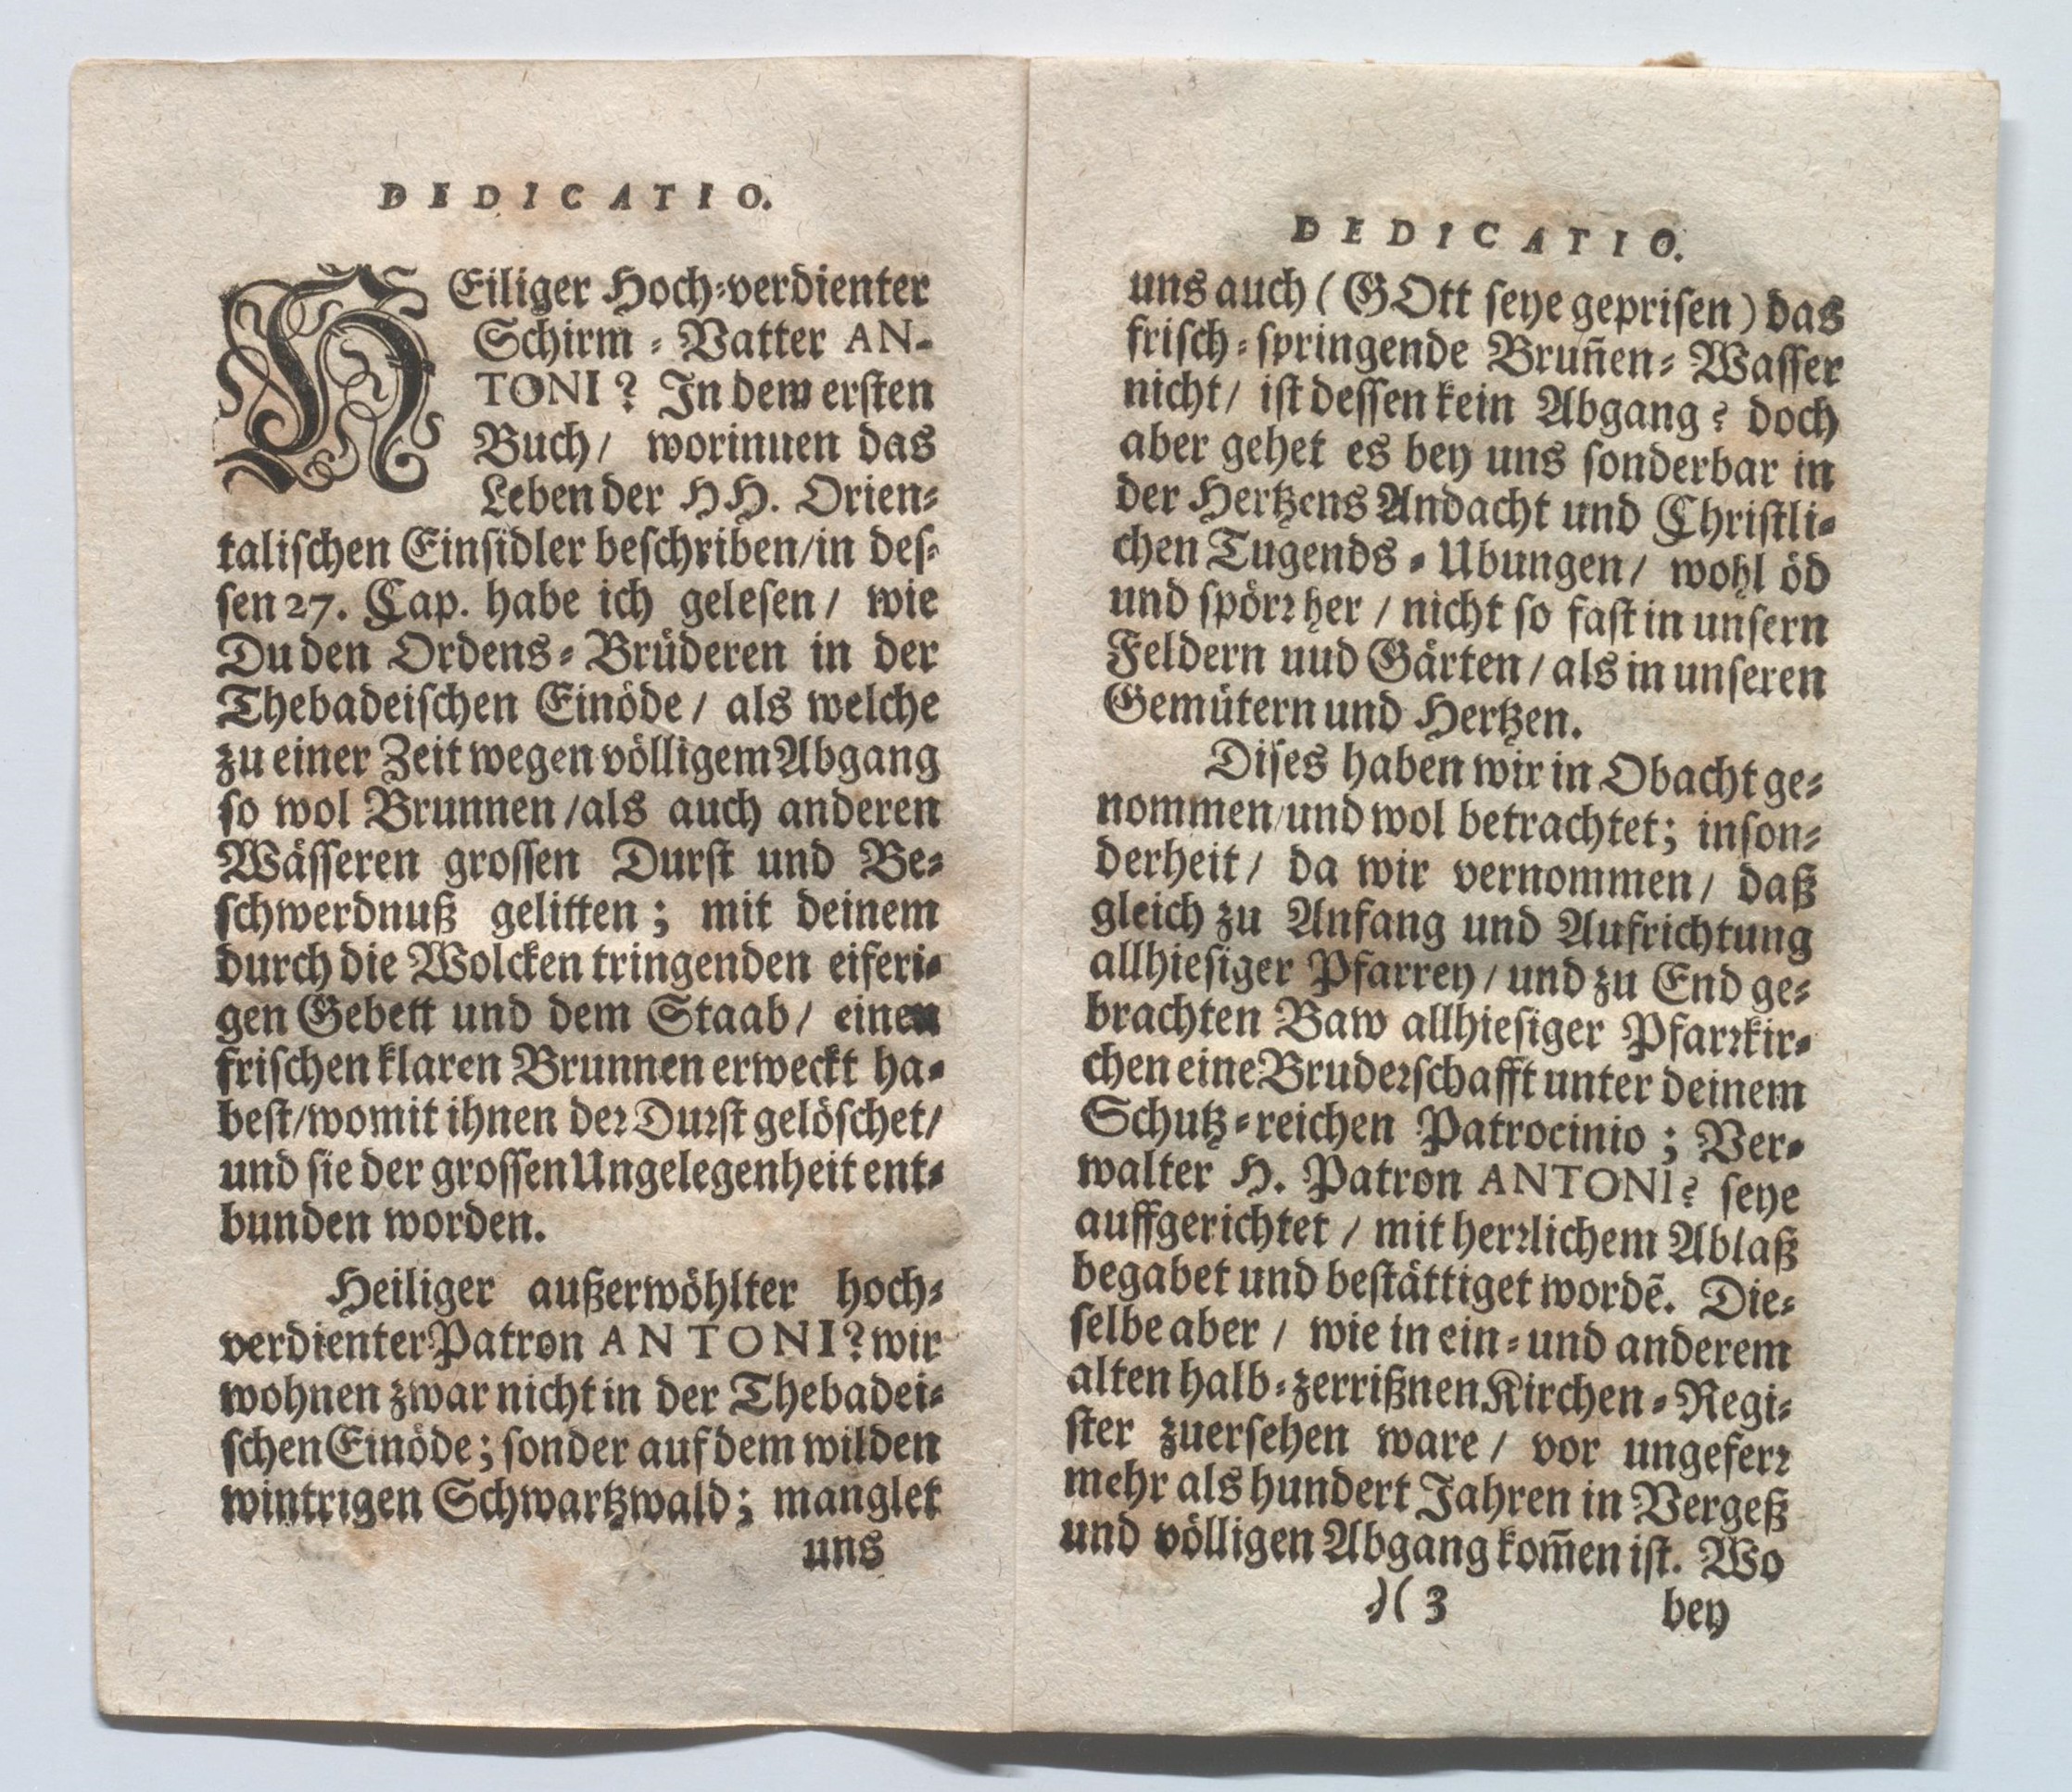 DEDICATIO.
HEiliger Hoch-verdienter
Schirm-Vatter AN-
TONI? In dem ersten
Buch/ worinuen das
Leben der HH. Orien-
talischen Einsidler beschriben/in des-
sen 27. Cap. habe ich gelesen/ wie
Du den Ordens-Brüderen in der
Thebadeischen Einöde/ als welche
zu einer Zeit wegen völligem Abgang
so wol Brunnen/als auch anderen
Wässeren grossen Durst und Be-
schwerdnuß gelitten; mit deinem
durch die Wolcken tringenden eiferi-
gen Gebett und dem Staab/ einen
frischen klaren Brunnen erweckt ha-
best/womit ihnen der Durst gelöschet/
und sie der grossen Ungelegenheit ent-
bunden worden.
Heiliger außerwöhlter hoch-
verdienter Patron ANTONI? wir
wohnen zwar nicht in der Thebadei-
schen Einöde; sonder auf dem wilden
wintrigen Schwartzwald; manglet
uns
DEDICATIO.
uns auch (GOtt seye geprisen) das
frisch-springende Brun̄en-Wasser
nicht/ ist dessen kein Abgang? doch
aber gehet es bey uns sonderbar in
der Hertzens Andacht und Christli-
chen Tugends-Ubungen/ wohl öd
und spörr her/ nicht so fast in unsern
Feldern uud Gärten/ als in unseren
Gemütern und Hertzen.
Dises haben wir in Obacht ge-
nommen/und wol betrachtet; inson-
derheit/ da wir vernommen/ daß
gleich zu Anfang und Aufrichtung
allhiesiger Pfarrey/ und zu End ge-
brachten Baw allhiesiger Pfarrkir-
chen eine Bruderschafft unter deinem
Schutz-reichen Patrocinio; Ver-
walter H. Patron ANTONI? seye
auffgerichtet/ mit herrlichem Ablaß
begabet und bestättiget wordē. Die-
selbe aber/ wie in ein-und anderem
alten halb-zerrißnen Kirchen-Regi-
ster zuersehen ware/ vor ungeferr
mehr als hundert Jahren in Vergeß
und völligen Abgang kom̄en ist. Wo
)( 3 bey